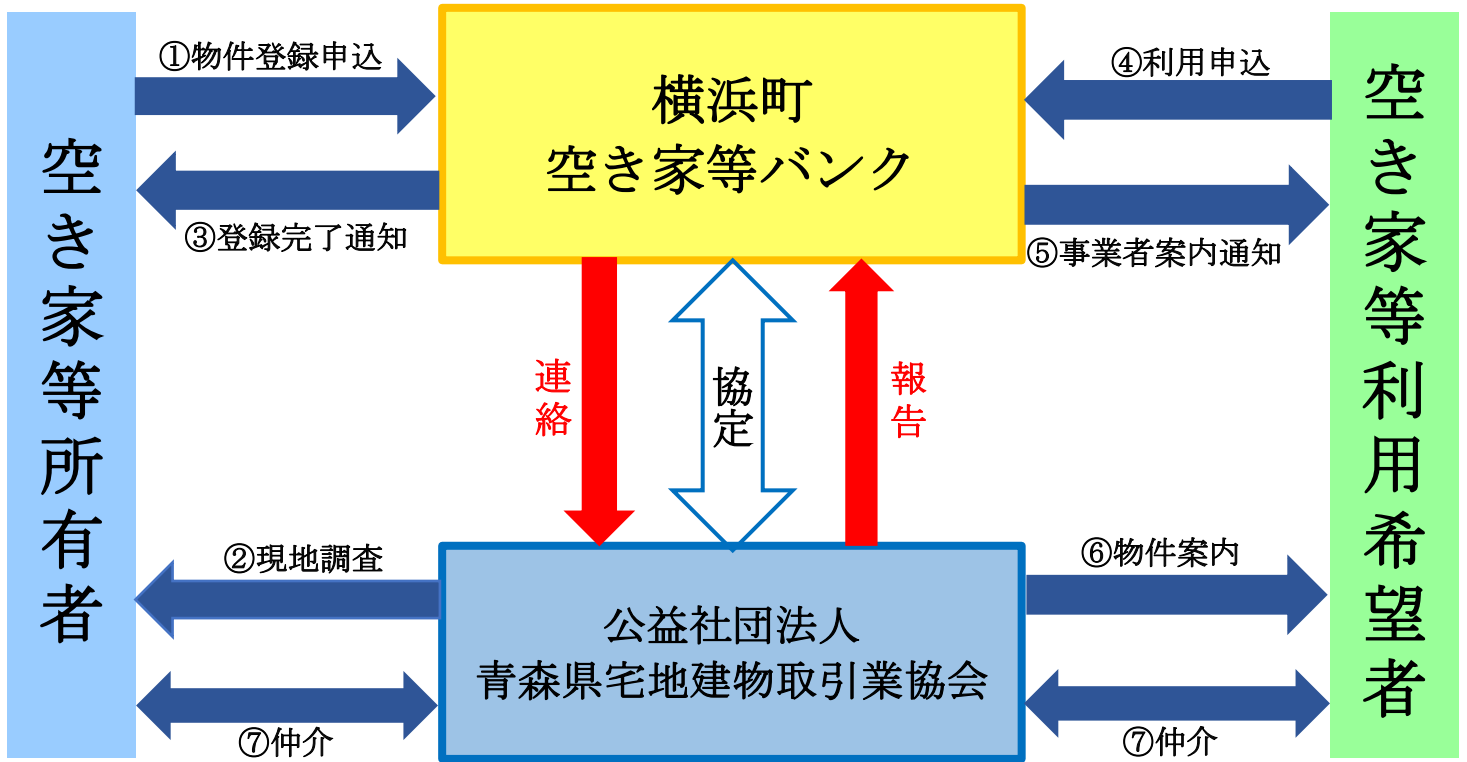 空き家等所有者
①物件登録申込
③登録完了通知
横浜町
空き家等バンク
④利用申込
⑤事業者案内通知
空き家等利用希望者
連絡
協定
報告
②現地調査
⑦仲介
公益社団法人
青森県宅地建物取引業協会
⑥物件案内
⑦仲介